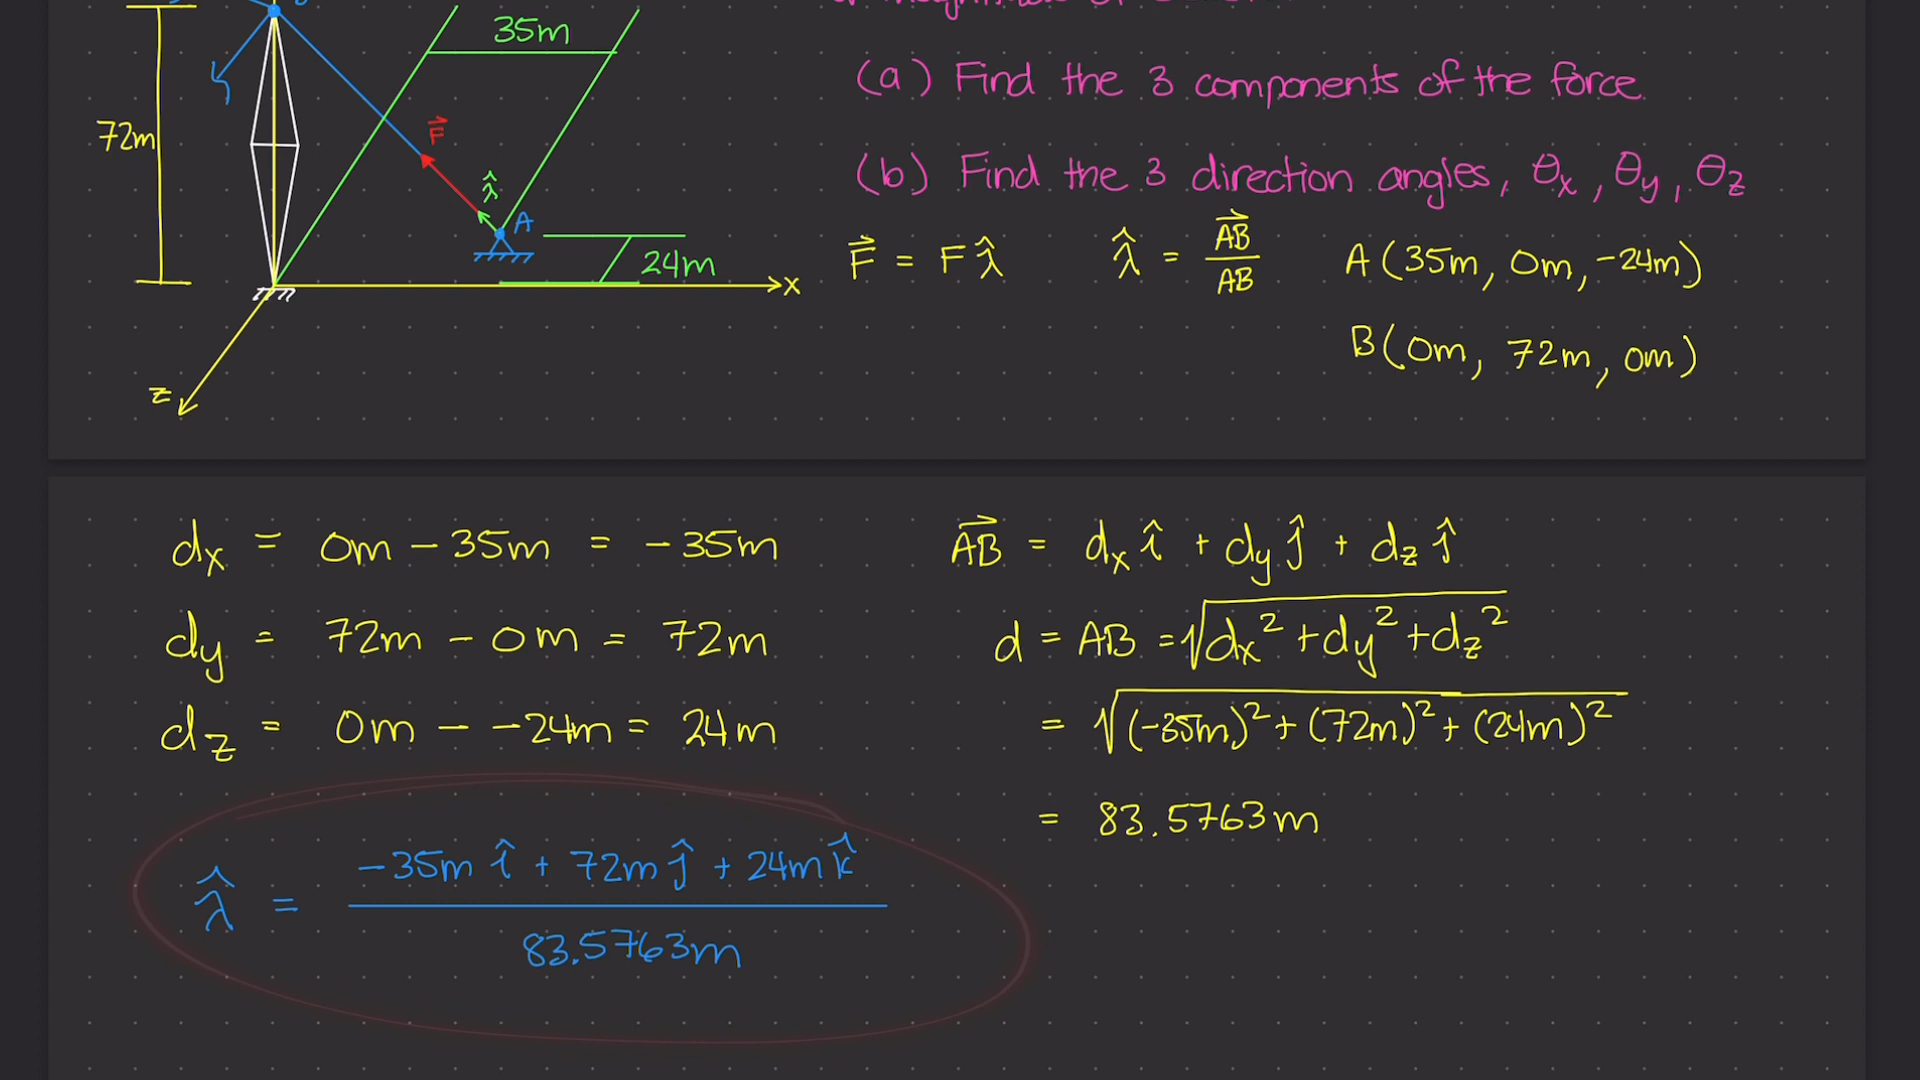 35m
72m
F⃗
λ̂
A
24m
x
z
(a) Find the 3 components of the force
(b) Find the 3 direction angles, θx, θy, θz
F⃗ = F λ̂
λ̂ = A⃗B⃗ / AB
A (35m, 0m, -24m)
B (0m, 72m, 0m)
dx = 0m - 35m = -35m
dy = 72m - 0m = 72m
dz = 0m - -24m = 24m
λ̂ = (-35m î + 72m ĵ + 24m k̂) / 83.5763m
A⃗B⃗ = dx î + dy ĵ + dz ĵ
d = AB = √(dx² + dy² + dz²)
= √((-35m)² + (72m)² + (24m)²)
= 83.5763m